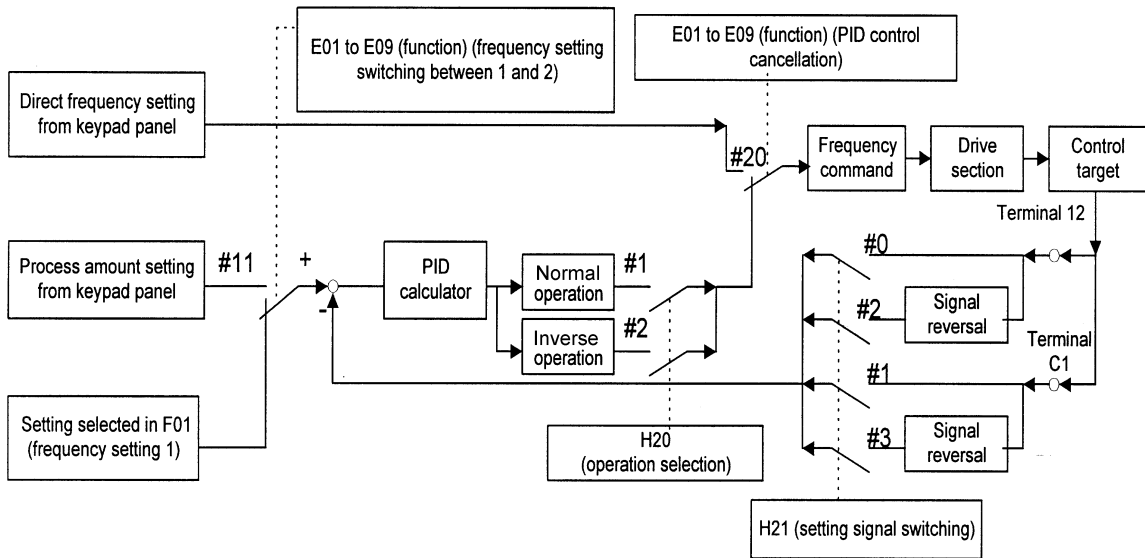 E01 to E09 (function) (frequency setting
switching between 1 and 2)
E01 to E09 (function) (PID control
cancellation)
Direct frequency setting
from keypad panel
#20
Frequency
command
Drive
section
Control
target
Terminal 12
Process amount setting
from keypad panel
#11
+
-
PID
calculator
Normal
operation
#1
Inverse
operation
#2
#0
#2
Signal
reversal
Terminal
C1
#1
#3
Signal
reversal
Setting selected in F01
(frequency setting 1)
H20
(operation selection)
H21 (setting signal switching)